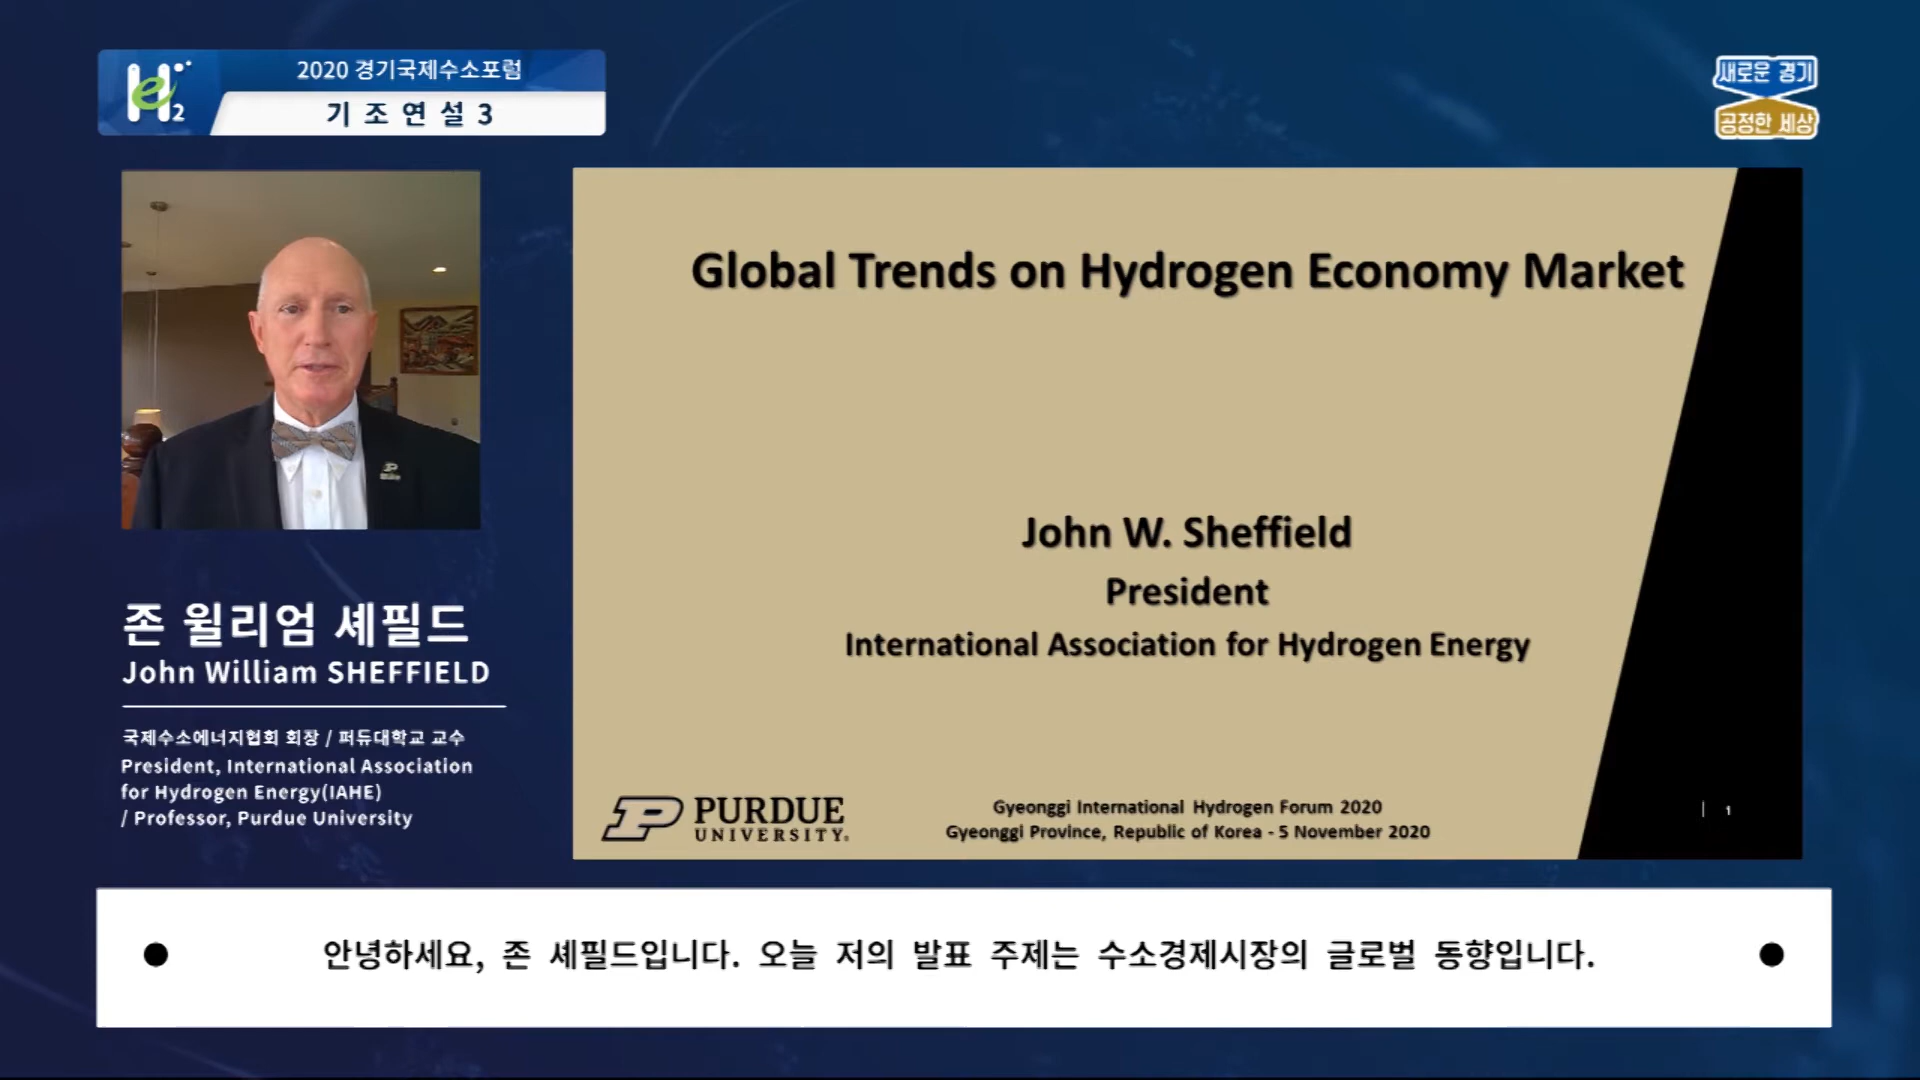 H2e
2020 경기국제수소포럼
기조연설3
새로운 경기
공정한 세상
Global Trends on Hydrogen Economy Market
John W. Sheffield
President
International Association for Hydrogen Energy
PURDUE
UNIVERSITY®
Gyeonggi International Hydrogen Forum 2020
Gyeonggi Province, Republic of Korea - 5 November 2020
| 1
존 윌리엄 셰필드
John William SHEFFIELD
국제수소에너지협회 회장 / 퍼듀대학교 교수
President, International Association
for Hydrogen Energy(IAHE)
/ Professor, Purdue University
● 안녕하세요, 존 셰필드입니다. 오늘 저의 발표 주제는 수소경제시장의 글로벌 동향입니다. ●